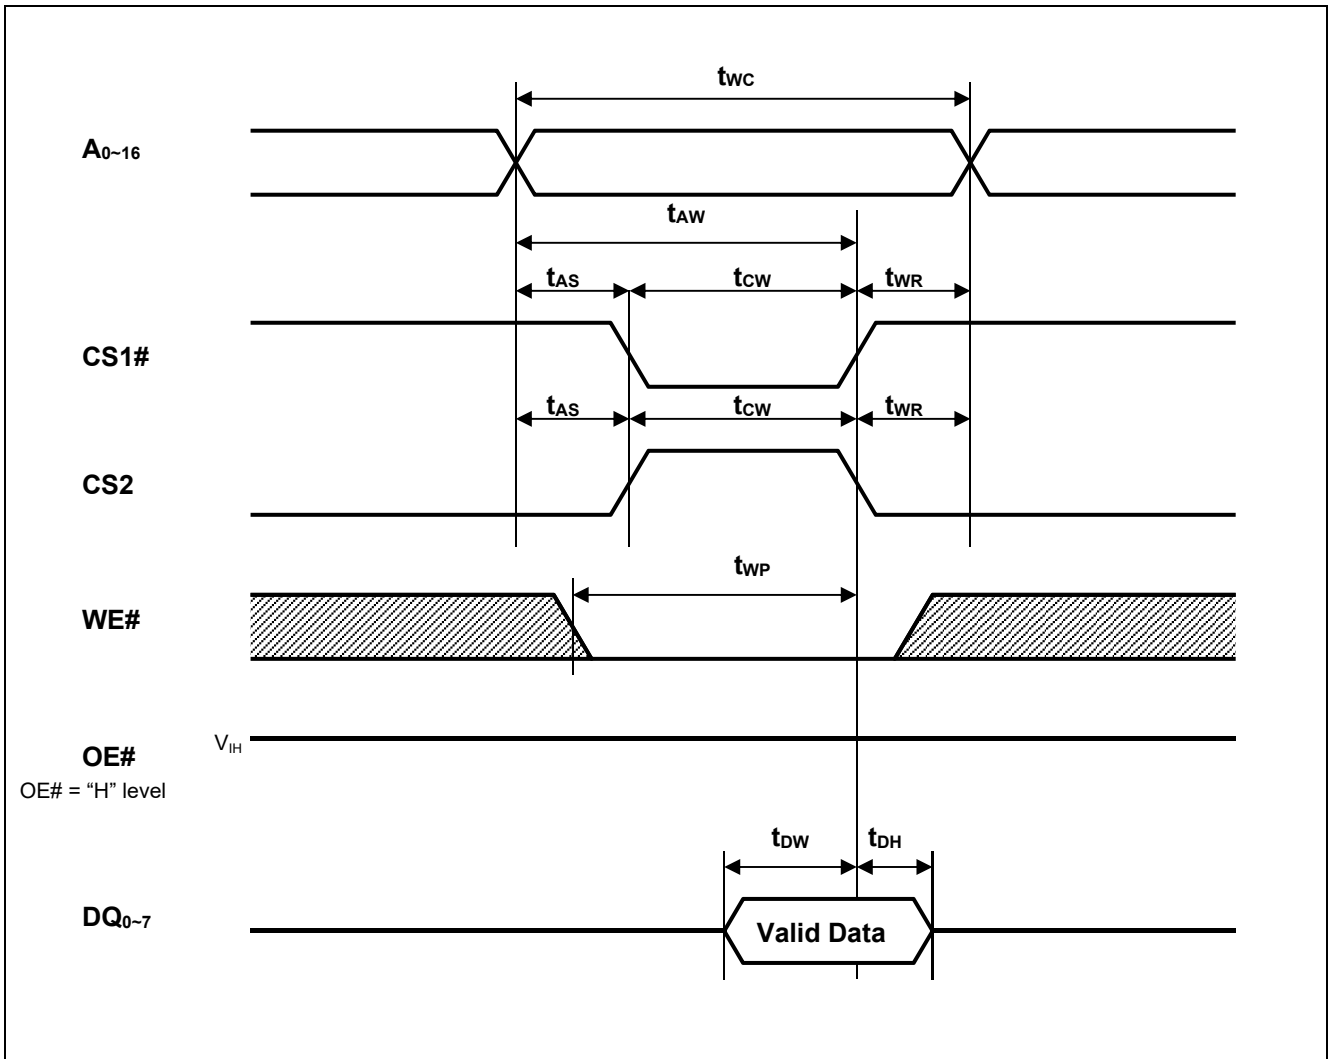 tWC
A0~16
tAW
tAS tCW tWR
CS1#
tAS tCW tWR
CS2
tWP
WE#
VIH
OE#
OE# = “H” level
tDW tDH
DQ0~7
Valid Data